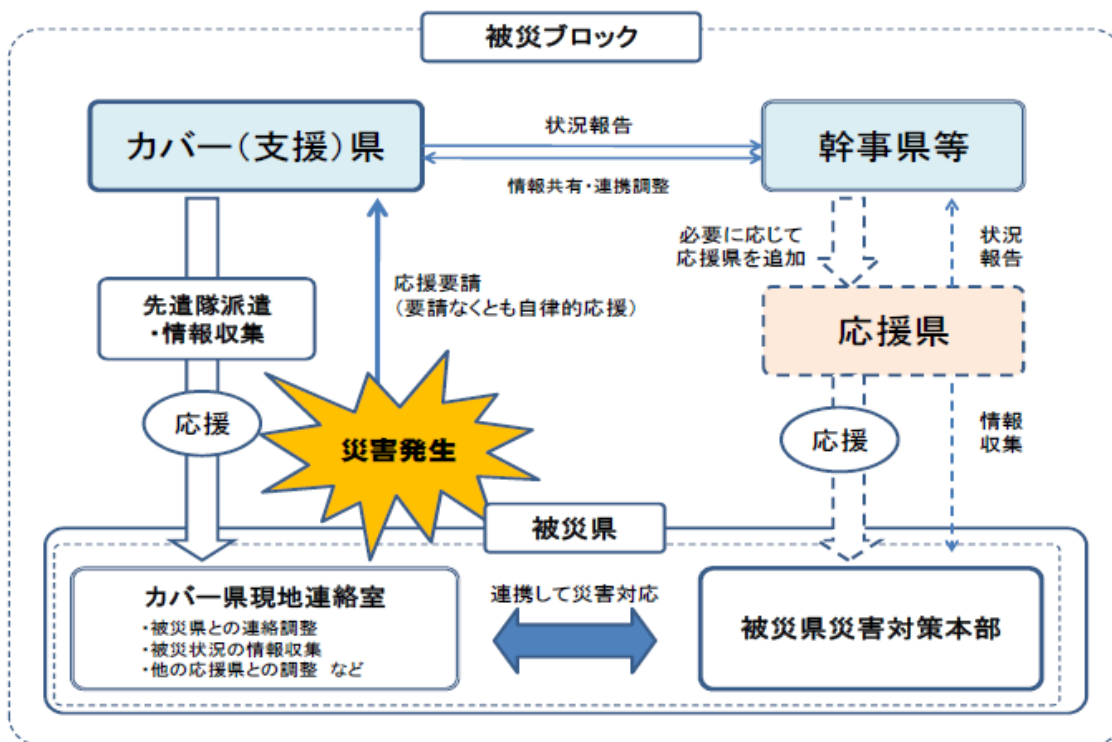 被災ブロック
カバー（支援）県
状況報告
情報共有・連携調整
幹事県等
先遣隊派遣
・情報収集
応援
応援要請
（要請なくとも自律的応援）
災害発生
必要に応じて
応援県を追加
状況
報告
応援県
応援
情報
収集
被災県
カバー県現地連絡室
・被災県との連絡調整
・被災状況の情報収集
・他の応援県との調整　など
連携して災害対応
被災県災害対策本部